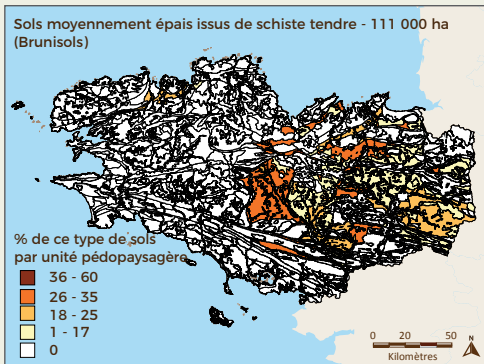 Sols moyennement épais issus de schiste tendre - 111 000 ha
(Brunisols)
% de ce type de sols
par unité pédopaysagère
36 - 60
26 - 35
18 - 25
1 - 17
0
0 20 50
Kilomètres
N